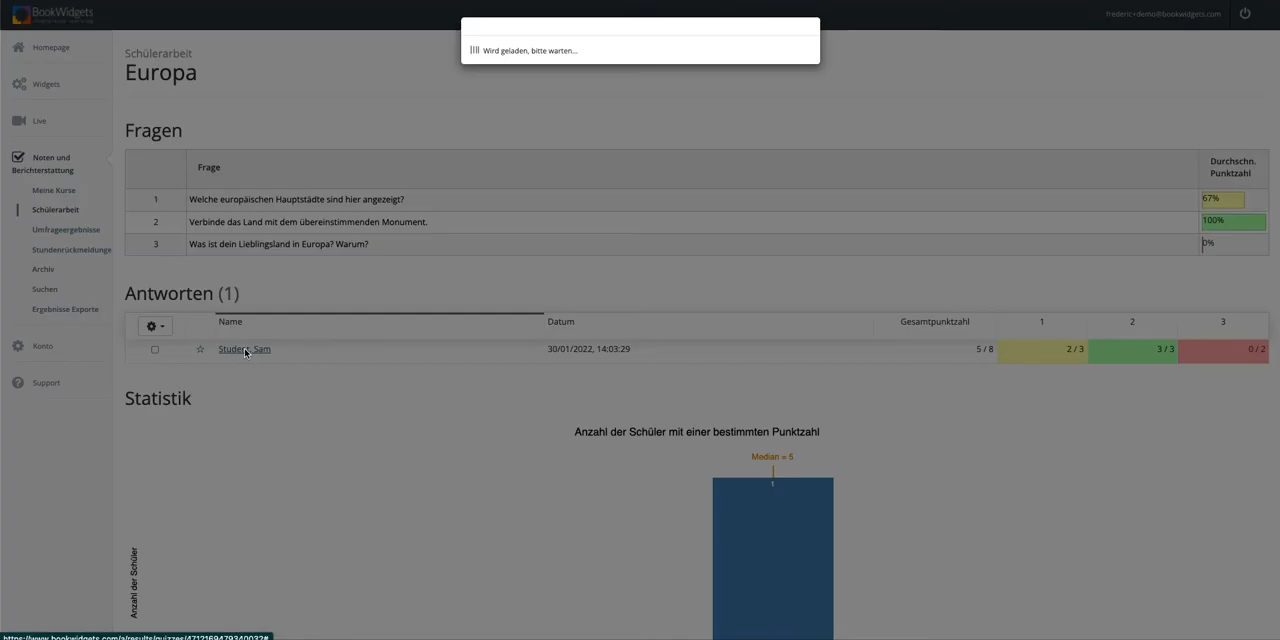 BookWidgets
frederic+demo@bookwidgets.com
Wird geladen, bitte warten...
Homepage
Widgets
Live
Noten und
Berichterstattung
Meine Kurse
Schülerarbeit
Umfrageergebnisse
Stundenrückmeldunge
Archiv
Suchen
Ergebnisse Exporte
Konto
Support
Schülerarbeit
Europa
Fragen
Frage Durchschn. Punktzahl
1 Welche europäischen Hauptstädte sind hier angezeigt? 67%
2 Verbinde das Land mit dem übereinstimmenden Monument. 100%
3 Was ist dein Lieblingsland in Europa? Warum? 0%
Antworten (1)
Name Datum Gesamtpunktzahl 1 2 3
Student, Sam 30/01/2022, 14:03:29 5 / 8 2 / 3 3 / 3 0 / 2
Statistik
Anzahl der Schüler mit einer bestimmten Punktzahl
Median = 5
1
Anzahl der Schüler